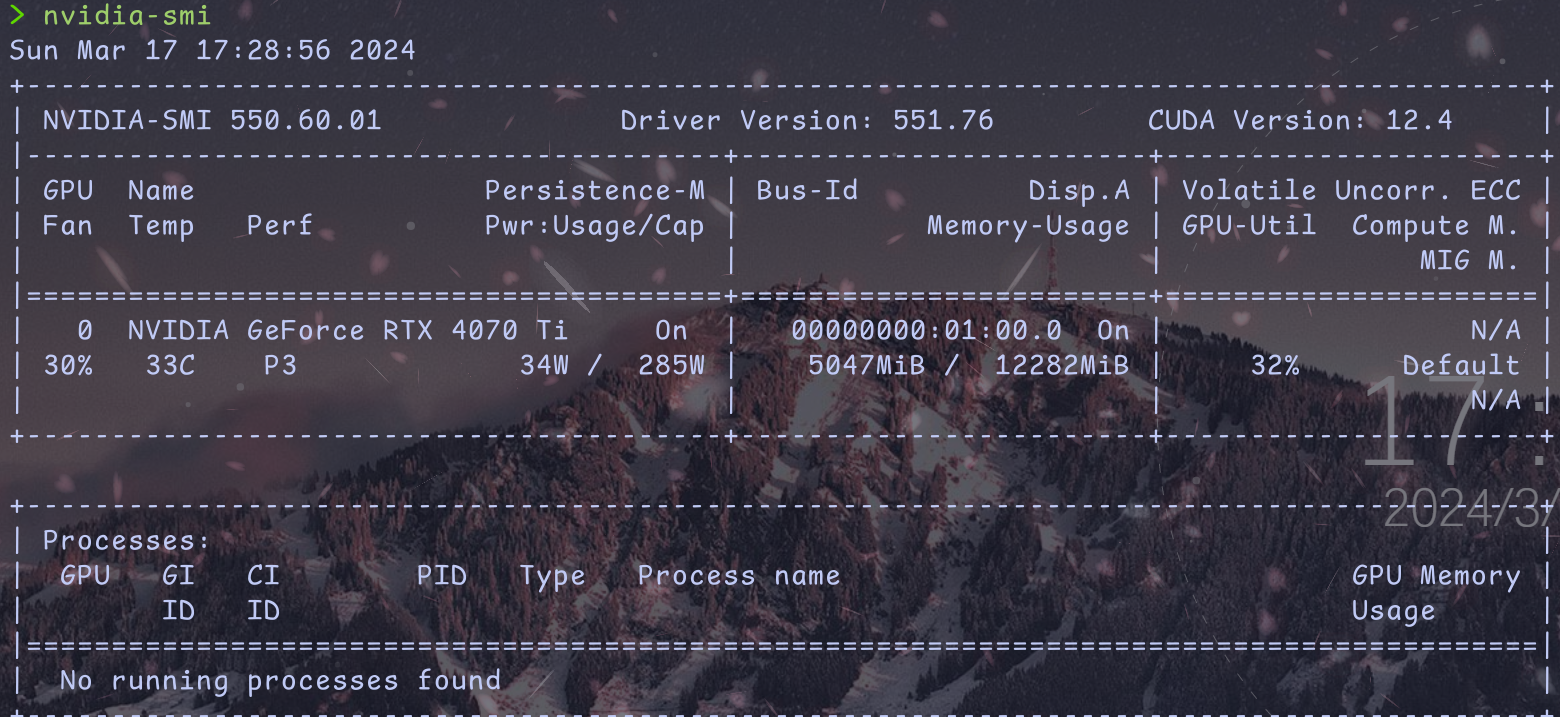 > nvidia-smi
Sun Mar 17 17:28:56 2024
+-----------------------------------------------------------------------------------------+
| NVIDIA-SMI 550.60.01              Driver Version: 551.76         CUDA Version: 12.4     |
|-----------------------------------------+------------------------+----------------------+
| GPU  Name                 Persistence-M | Bus-Id          Disp.A | Volatile Uncorr. ECC |
| Fan  Temp   Perf          Pwr:Usage/Cap |           Memory-Usage | GPU-Util  Compute M. |
|                                         |                        |               MIG M. |
|=========================================+========================+======================|
|   0  NVIDIA GeForce RTX 4070 Ti     On  |   00000000:01:00.0  On |                  N/A |
| 30%   33C    P3             34W /  285W |    5047MiB /  12282MiB |     32%      Default |
|                                         |                        |                  N/A |
+-----------------------------------------+------------------------+----------------------+
17:
+-----------------------------------------------------------------------------------------+
2024/3/
| Processes:                                                                              |
|  GPU   GI   CI        PID   Type   Process name                              GPU Memory |
|        ID   ID                                                               Usage      |
|=========================================================================================|
|  No running processes found                                                             |
+-----------------------------------------------------------------------------------------+